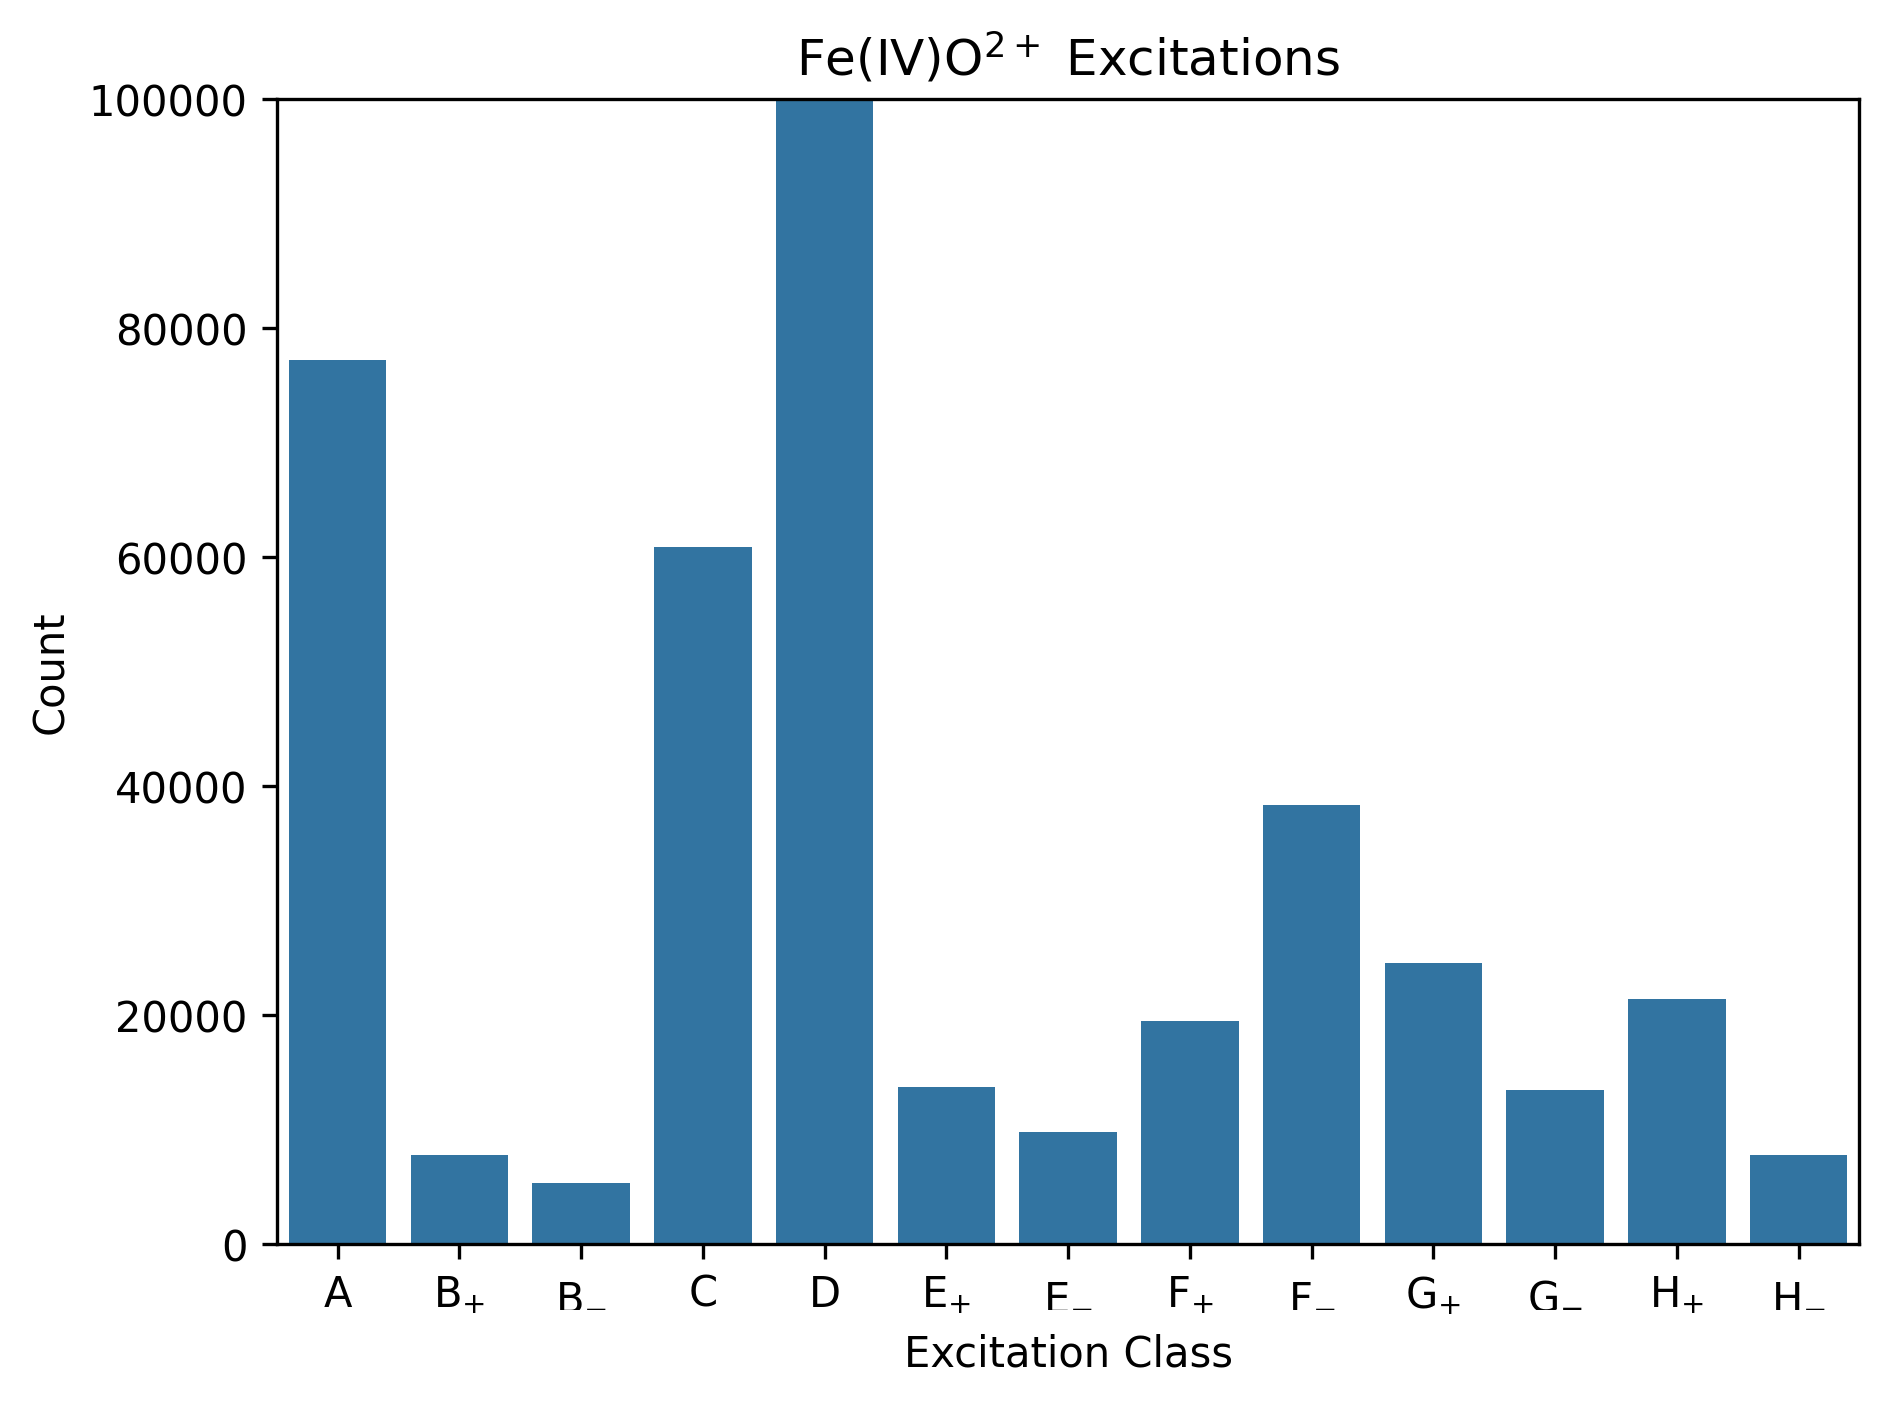 Fe(IV)O²⁺ Excitations
100000
80000
60000
40000
20000
0
Count
A B₊ B₋ C D E₊ E₋ F₊ F₋ G₊ G₋ H₊ H₋
Excitation Class